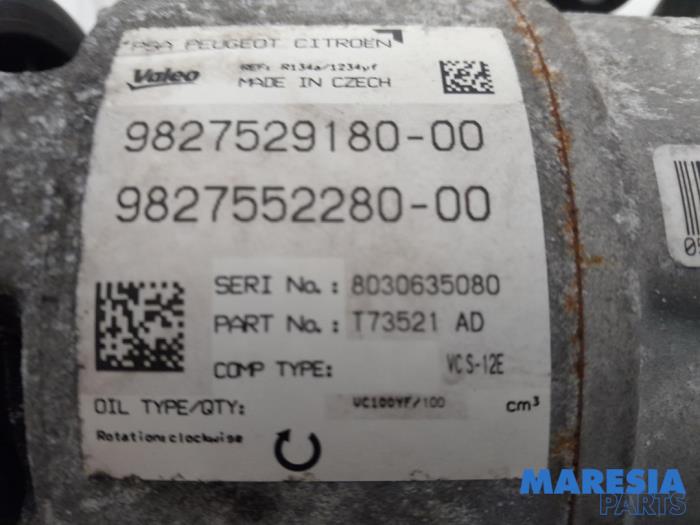 PSA PEUGEOT CITROËN
Valeo
REF: R134a/1234yf
MADE IN CZECH
9827529180-00
9827552280-00
SERI No.: 8030635080
PART No.: T73521 AD
COMP TYPE: VCS-12E
OIL TYPE/QTY: VC100YF/100 cm³
Rotation:clockwise
MARESIA
PARTS